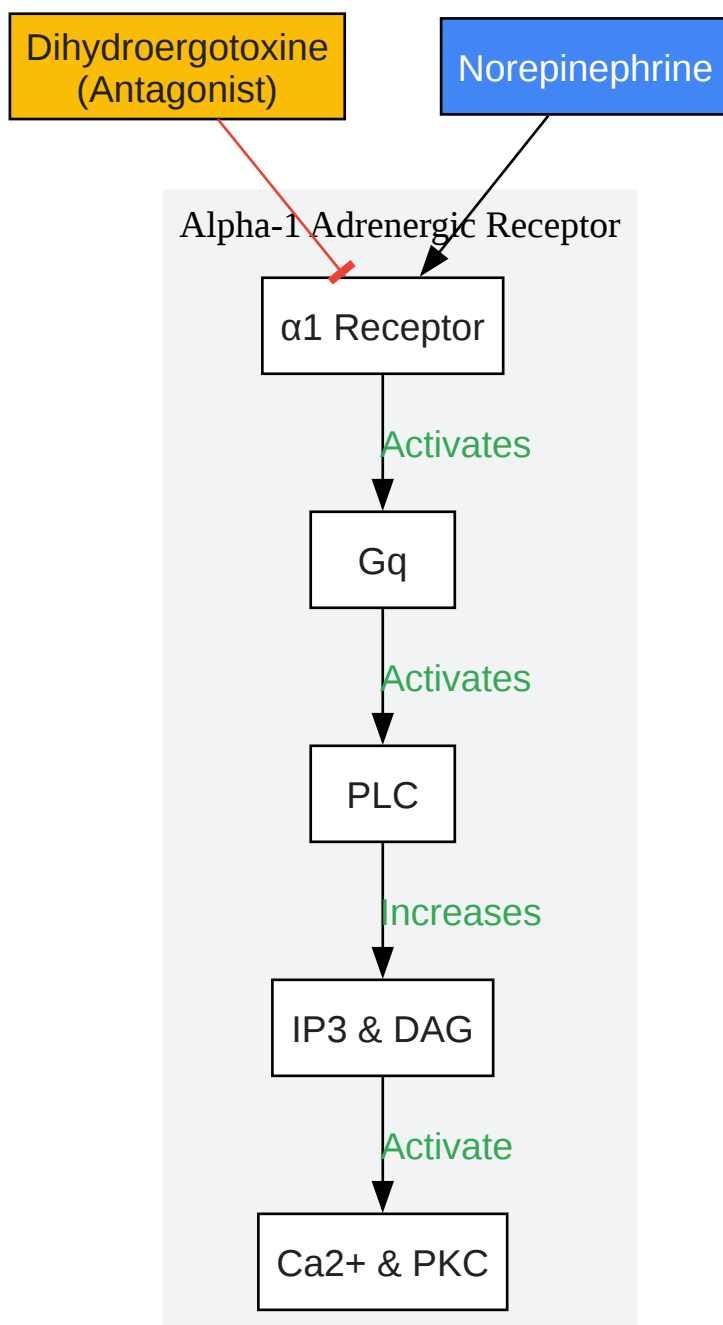 Dihydroergotoxine
(Antagonist)
Norepinephrine
Alpha-1 Adrenergic Receptor
α1 Receptor
Activates
Gq
Activates
PLC
Increases
IP3 & DAG
Activate
Ca2+ & PKC